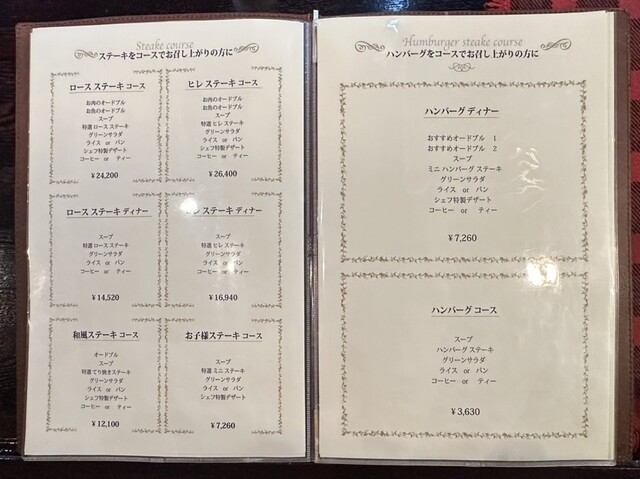 Steake course
ステーキをコースでお召し上がりの方に
ロース ステーキ コース
お肉のオードブル
お魚のオードブル
スープ
特選 ロース ステーキ
グリーンサラダ
ライス or パン
シェフ特製デザート
コーヒー or ティー
¥24,200
ヒレ ステーキ コース
お肉のオードブル
お魚のオードブル
スープ
特選 ヒレ ステーキ
グリーンサラダ
ライス or パン
シェフ特製デザート
コーヒー or ティー
¥26,400
ロース ステーキ ディナー
スープ
特選 ロース ステーキ
グリーンサラダ
ライス or パン
コーヒー or ティー
¥14,520
ステーキ ディナー
スープ
特選 ヒレ ステーキ
グリーンサラダ
ライス or パン
コーヒー or ティー
¥16,940
和風ステーキ コース
オードブル
スープ
特選 てり焼き ステーキ
グリーンサラダ
ライス or パン
シェフ特製デザート
コーヒー or ティー
¥12,100
お子様ステーキ コース
スープ
特選 ミニ ステーキ
グリーンサラダ
ライス or パン
シェフ特製デザート
¥7,260
Humburger steake course
ハンバーグをコースでお召し上がりの方に
ハンバーグ ディナー
おすすめオードブル 1
おすすめオードブル 2
スープ
ミニ ハンバーグ ステーキ
グリーンサラダ
ライス or パン
シェフ特製デザート
コーヒー or ティー
¥7,260
ハンバーグ コース
スープ
ハンバーグ ステーキ
グリーンサラダ
ライス or パン
コーヒー or ティー
¥3,630